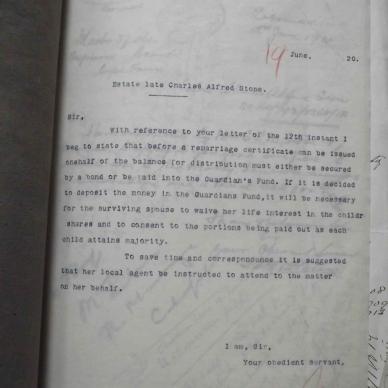 19
June. 20.
Estate late Charles Alfred Stone.
Sir,
With reference to your letter of the 12th instant I
beg to state that before a remarriage certificate can be issued
onehalf of the balance for distribution must either be secured
by a bond or be paid into the Guardian's Fund. If it is decided
to deposit the money in the Guardians Fund,it will be necessary
for the surviving spouse to waive her life interest in the childr
shares and to consent to the portions being paid out as each
child attains majority.
To save time and correspondence it is suggested
that her local agent be instructed to attend to the matter
on her behalf.
I am, Sir,
Your obedient servant,